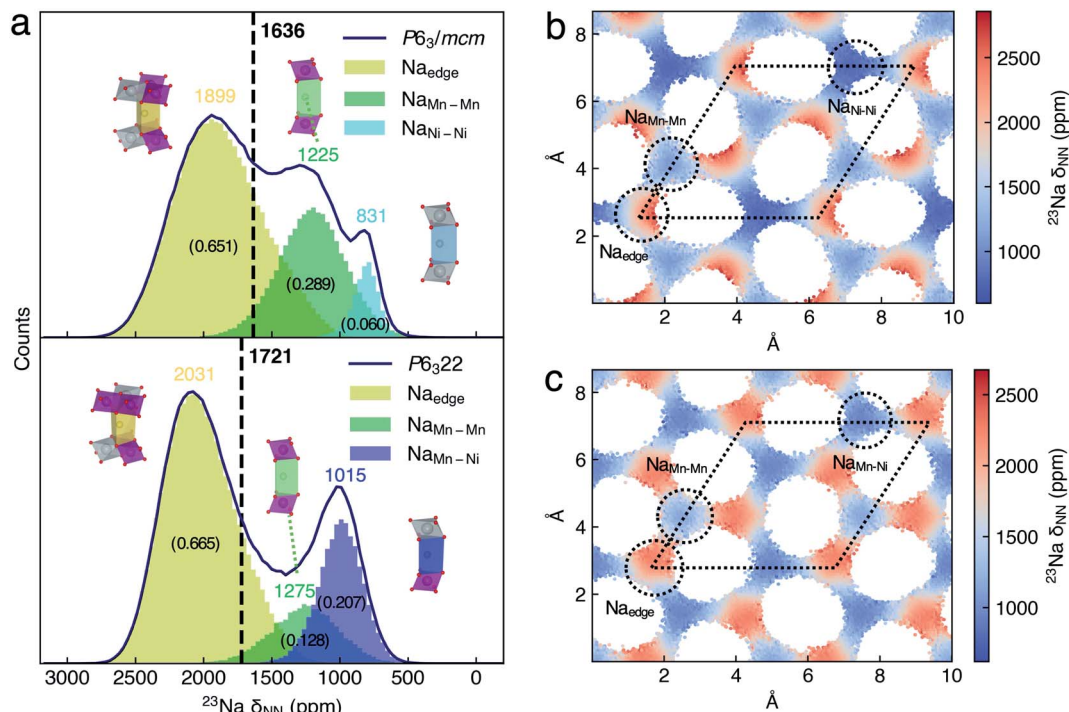 a
1636
P6₃/mcm
Na_edge
Na_Mn–Mn
Na_Ni–Ni
1899
1225
831
(0.651)
(0.289)
(0.060)
Counts
1721
P6₃22
Na_edge
Na_Mn–Mn
Na_Mn–Ni
2031
1015
1275
(0.665)
(0.207)
(0.128)
3000 2500 2000 1500 1000 500 0
²³Na δ_NN (ppm)
b
8
6
4
2
Å
Na_Mn-Mn
Na_Ni-Ni
Na_edge
2 4 6 8 10
Å
2500
2000
1500
1000
²³Na δ_NN (ppm)
c
8
6
4
2
0
Å
Na_Mn-Mn
Na_Mn-Ni
Na_edge
2 4 6 8 10
Å
2500
2000
1500
1000
²³Na δ_NN (ppm)